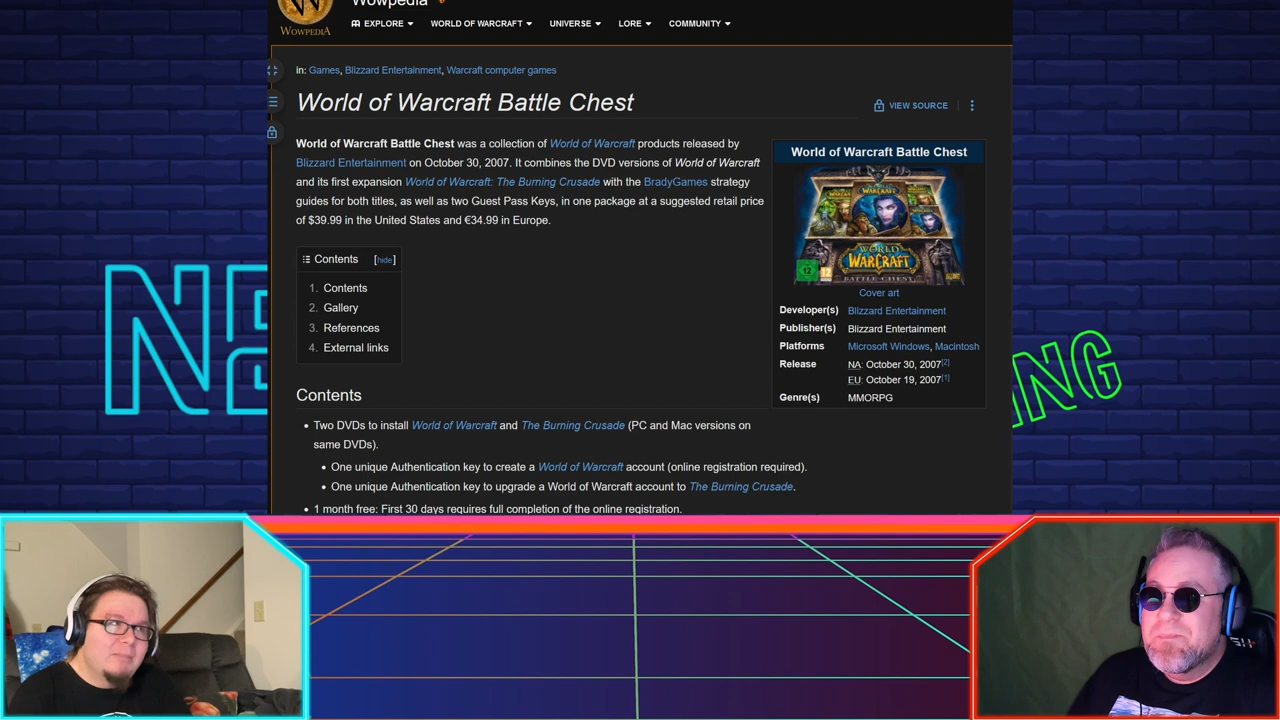 Wowpedia
WOWPEDIA
EXPLORE WORLD OF WARCRAFT UNIVERSE LORE COMMUNITY
in: Games, Blizzard Entertainment, Warcraft computer games
World of Warcraft Battle Chest
VIEW SOURCE
World of Warcraft Battle Chest was a collection of World of Warcraft products released by
Blizzard Entertainment on October 30, 2007. It combines the DVD versions of World of Warcraft
and its first expansion World of Warcraft: The Burning Crusade with the BradyGames strategy
guides for both titles, as well as two Guest Pass Keys, in one package at a suggested retail price
of $39.99 in the United States and €34.99 in Europe.
Contents [hide]
1. Contents
2. Gallery
3. References
4. External links
World of Warcraft Battle Chest
WORLD
WARCRAFT
BATTLE CHEST
12
12
Cover art
Developer(s) Blizzard Entertainment
Publisher(s) Blizzard Entertainment
Platforms Microsoft Windows, Macintosh
Release NA: October 30, 2007[2]
EU: October 19, 2007[1]
Genre(s) MMORPG
Contents
• Two DVDs to install World of Warcraft and The Burning Crusade (PC and Mac versions on
same DVDs).
• One unique Authentication key to create a World of Warcraft account (online registration required).
• One unique Authentication key to upgrade a World of Warcraft account to The Burning Crusade.
• 1 month free: First 30 days requires full completion of the online registration.